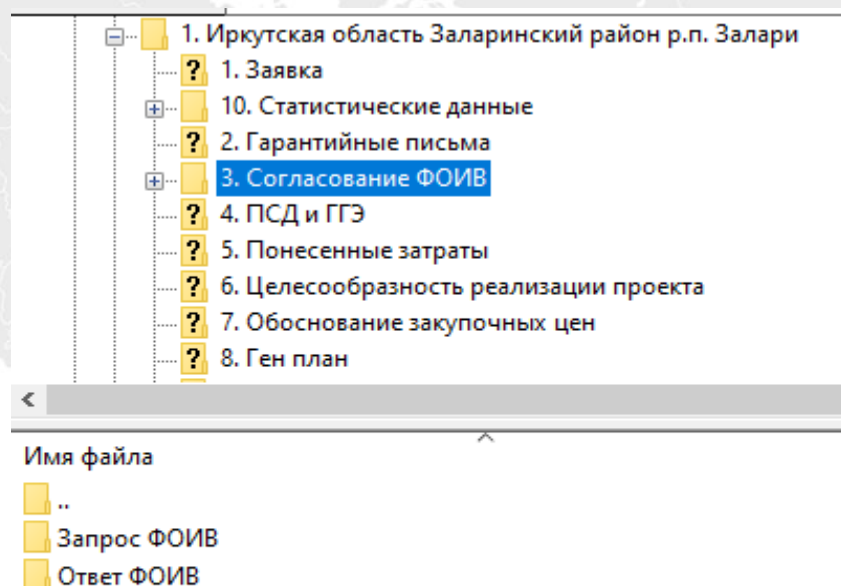 1. Иркутская область Заларинский район р.п. Залари
1. Заявка
10. Статистические данные
2. Гарантийные письма
3. Согласование ФОИВ
4. ПСД и ГГЭ
5. Понесенные затраты
6. Целесообразность реализации проекта
7. Обоснование закупочных цен
8. Ген план
Имя файла
..
Запрос ФОИВ
Ответ ФОИВ